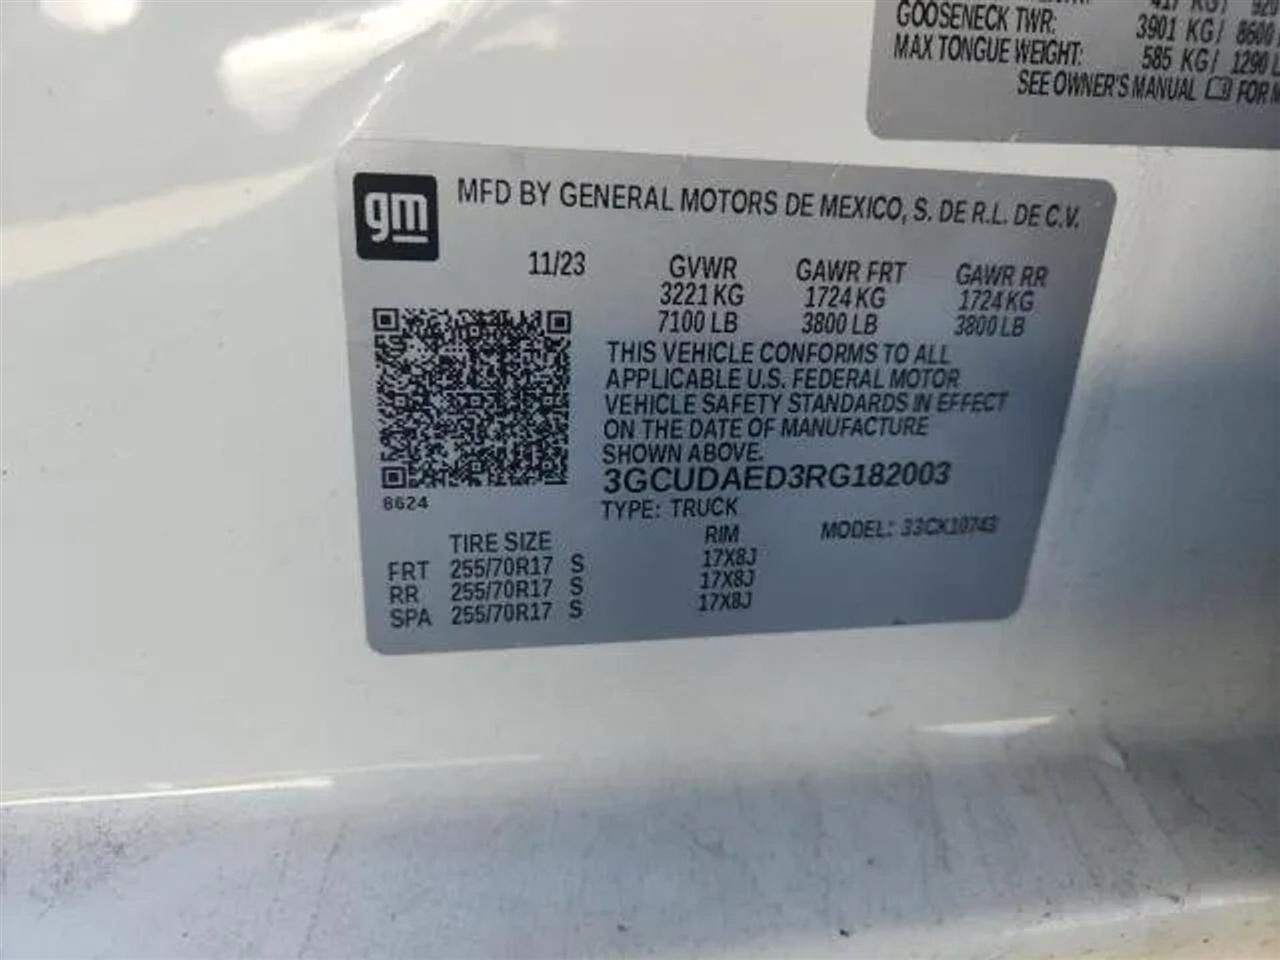 417 KG/ 920
GOOSENECK TWR: 3901 KG/ 8600
MAX TONGUE WEIGHT: 585 KG/ 1290 L
SEE OWNER'S MANUAL FOR M
gm
MFD BY GENERAL MOTORS DE MEXICO, S. DE R.L. DE C.V.
11/23 GVWR GAWR FRT GAWR RR
3221 KG 1724 KG 1724 KG
7100 LB 3800 LB 3800 LB
THIS VEHICLE CONFORMS TO ALL
APPLICABLE U.S. FEDERAL MOTOR
VEHICLE SAFETY STANDARDS IN EFFECT
ON THE DATE OF MANUFACTURE
SHOWN ABOVE.
3GCUDAED3RG182003
8624
TYPE: TRUCK
MODEL: 33CK10743
TIRE SIZE RIM
FRT 255/70R17 S 17X8J
RR 255/70R17 S 17X8J
SPA 255/70R17 S 17X8J